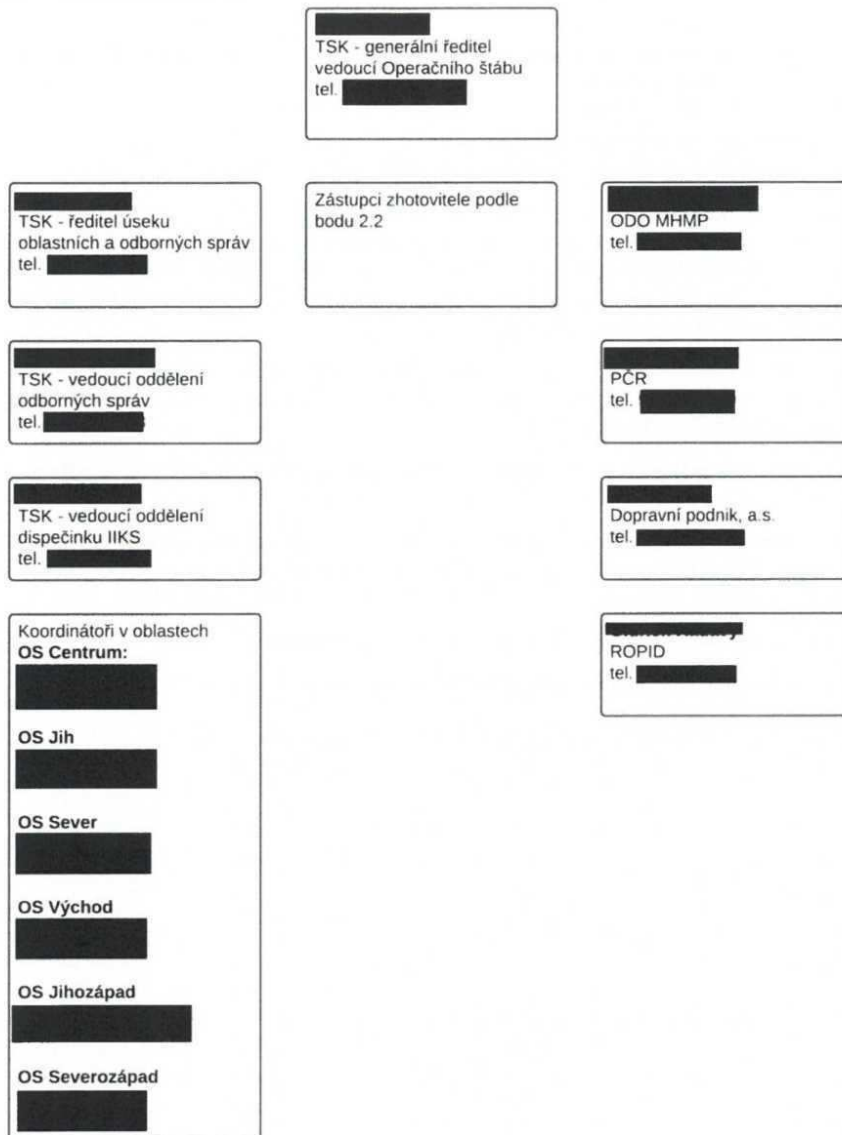 TSK - generální ředitel
vedoucí Operačního štábu
tel.
TSK - ředitel úseku
oblastních a odborných správ
tel.
TSK - vedoucí oddělení
odborných správ
tel.
TSK - vedoucí oddělení
dispečinku IIKS
tel.
Koordinátoři v oblastech
OS Centrum:
OS Jih
OS Sever
OS Východ
OS Jihozápad
OS Severozápad
Zástupci zhotovitele podle
bodu 2.2
ODO MHMP
tel.
PČR
tel.
Dopravní podnik, a.s.
tel.
ROPID
tel.